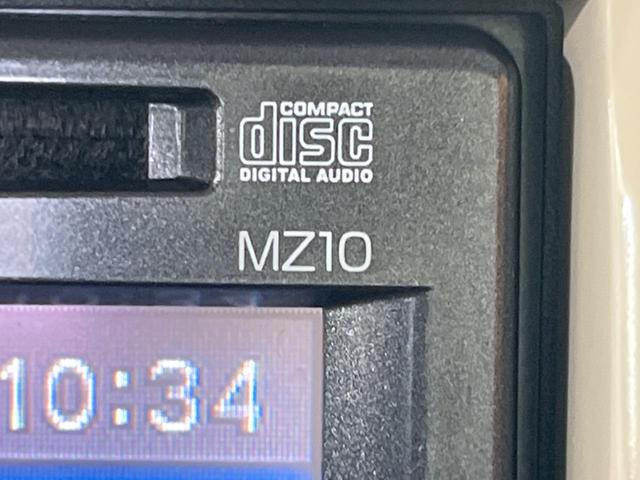 COMPACT
disc
DIGITAL AUDIO
MZ10
10:34